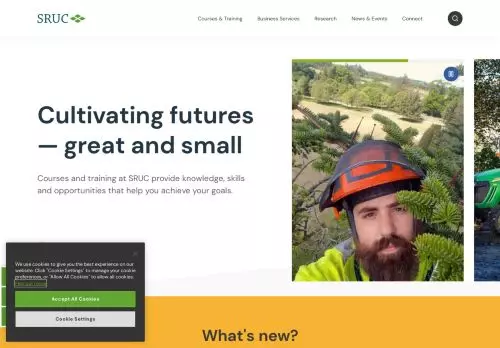 SRUC
Courses & Training Business Services Research News & Events Connect
Cultivating futures
— great and small
Courses and training at SRUC provide knowledge, skills
and opportunities that help you achieve your goals.
We use cookies to give you the best experience on our
website. Click "Cookie Settings" to manage your cookie
preferences, or "Allow All Cookies" to allow all cookies.
Find out more
Accept All Cookies
Cookie Settings
What's new?